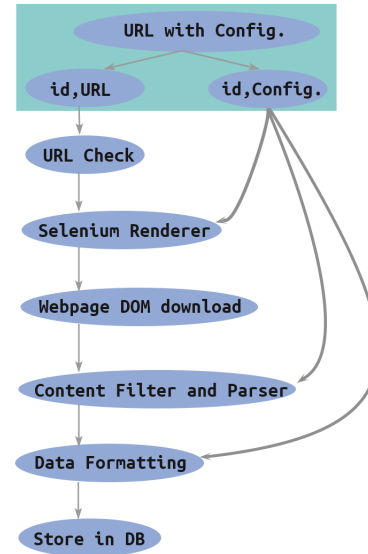 URL with Config.
id,URL
id,Config.
URL Check
Selenium Renderer
Webpage DOM download
Content Filter and Parser
Data Formatting
Store in DB